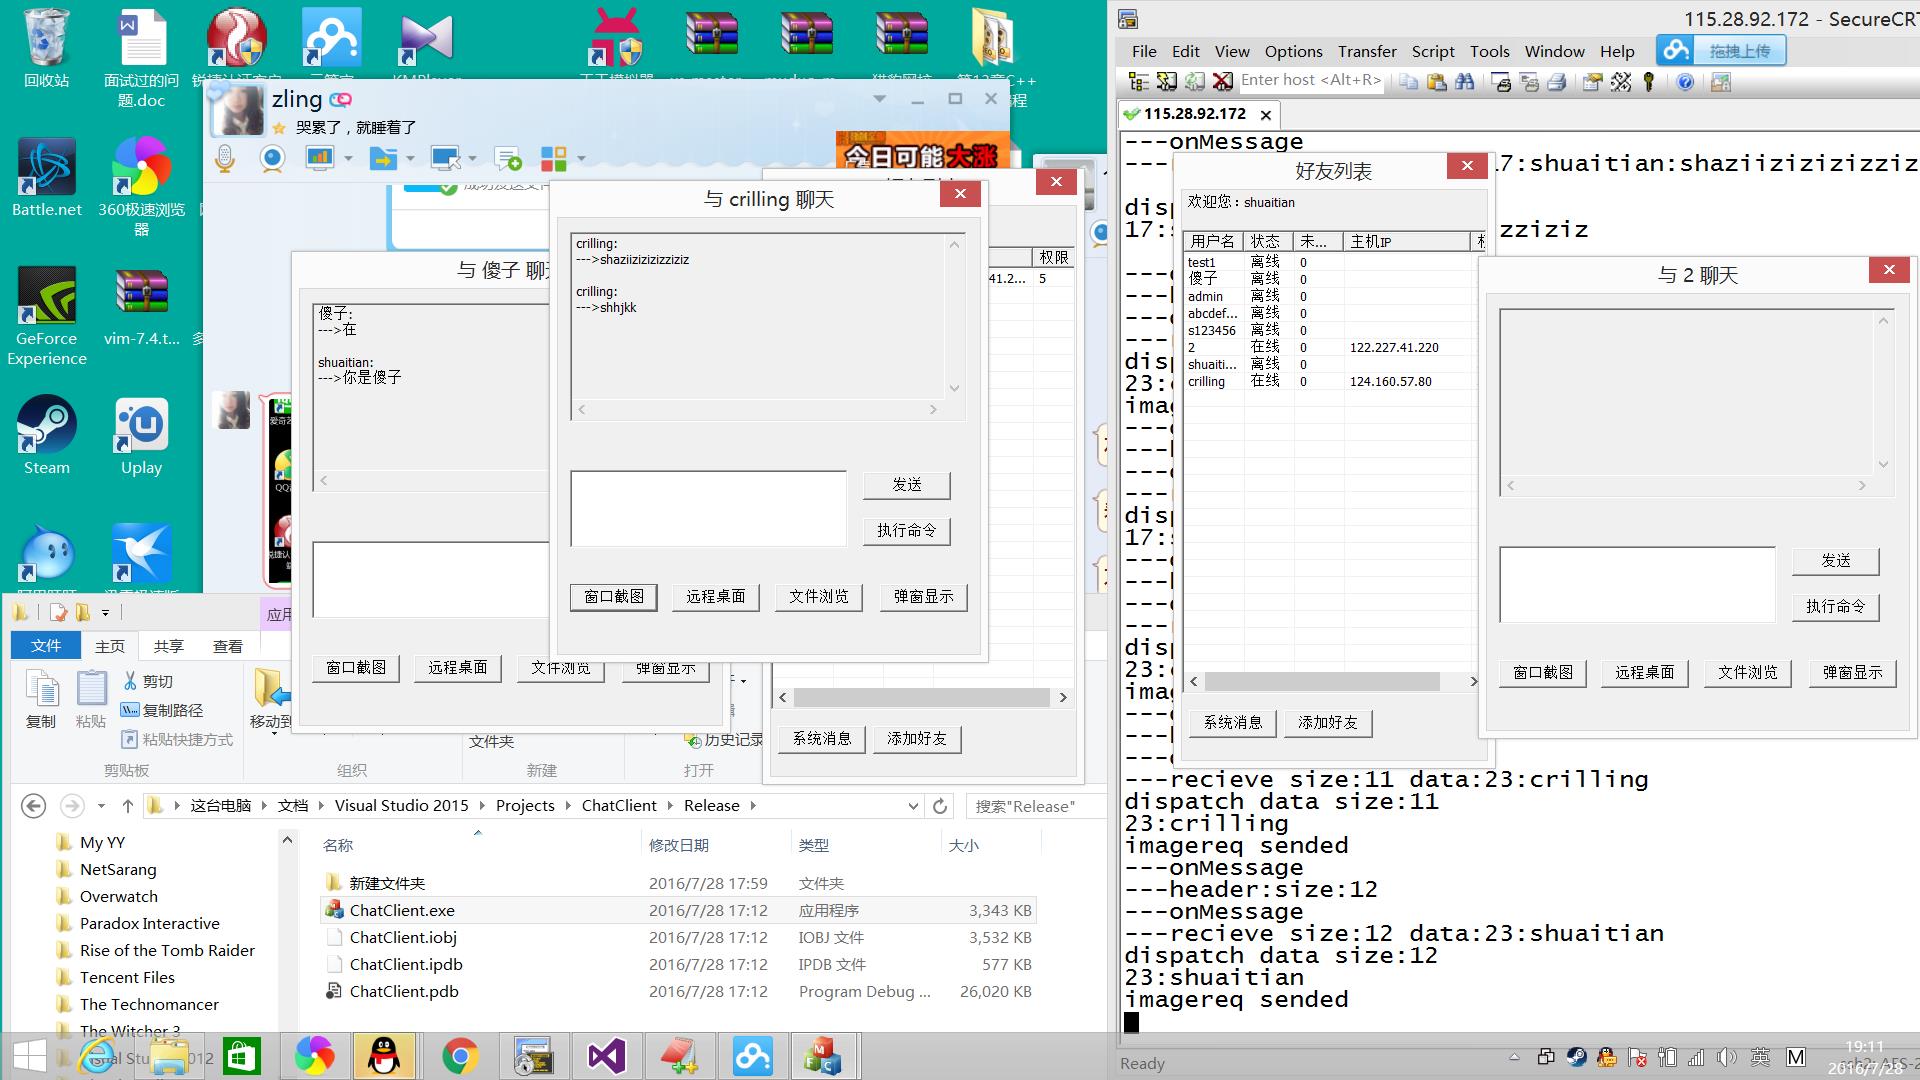 回收站
面试过的问
题.doc
KMPlayer
Battle.net
360极速浏览
器
GeForce
Experience
vim-7.4.t...
Steam
Uplay
zling
哭累了，就睡着了
今日可能大涨
与 傻子 聊
傻子:
--->在
shuaitian:
--->你是傻子
窗口截图
远程桌面
文件浏览
弹窗显示
与 crilling 聊天
crilling:
--->shaziizizizizziziz
crilling:
--->shhjkk
发送
执行命令
窗口截图
远程桌面
文件浏览
弹窗显示
权限
41.2...
5
系统消息
添加好友
文件
主页
共享
查看
复制
粘贴
剪切
复制路径
粘贴快捷方式
移动到
剪贴板
组织
文件夹
新建
历史记录
打开
这台电脑
文档
Visual Studio 2015
Projects
ChatClient
Release
搜索"Release"
My YY
NetSarang
Overwatch
Paradox Interactive
Rise of the Tomb Raider
Tencent Files
The Technomancer
The Witcher 3
名称 修改日期 类型 大小
新建文件夹 2016/7/28 17:59 文件夹
ChatClient.exe 2016/7/28 17:12 应用程序 3,343 KB
ChatClient.iobj 2016/7/28 17:12 IOBJ 文件 3,532 KB
ChatClient.ipdb 2016/7/28 17:12 IPDB 文件 577 KB
ChatClient.pdb 2016/7/28 17:12 Program Debug ... 26,020 KB
115.28.92.172 - SecureCRT
File Edit View Options Transfer Script Tools Window Help
拖拽上传
Enter host <Alt+R>
115.28.92.172
---onMessage
17:shuaitian:shaziizizizizziz
zziziz
好友列表
欢迎您：shuaitian
用户名 状态 未... 主机IP
test1 离线 0
傻子 离线 0
admin 离线 0
abcdef... 离线 0
s123456 离线 0
2 在线 0 122.227.41.220
shuaiti... 离线 0
crilling 在线 0 124.160.57.80
系统消息
添加好友
与 2 聊天
发送
执行命令
窗口截图
远程桌面
文件浏览
弹窗显示
---recieve size:11 data:23:crilling
dispatch data size:11
23:crilling
imagereq sended
---onMessage
---header:size:12
---onMessage
---recieve size:12 data:23:shuaitian
dispatch data size:12
23:shuaitian
imagereq sended
Ready
英
M
19:11
2016/7/28